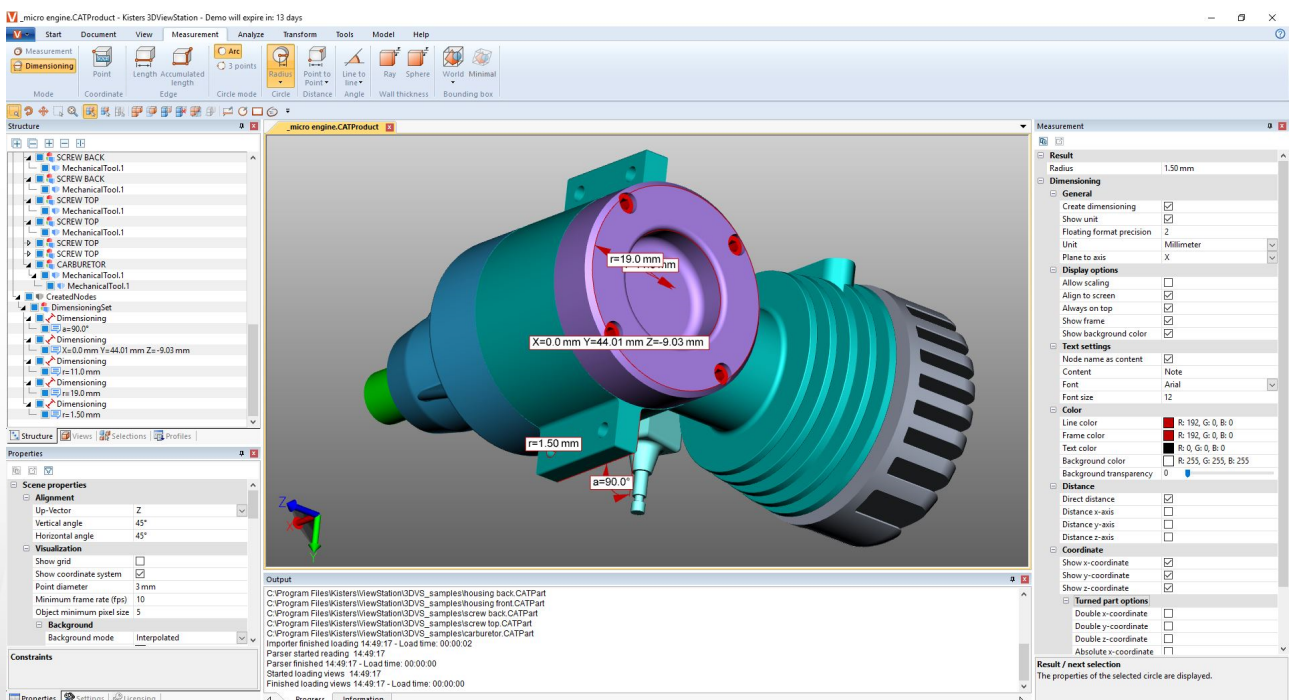 _micro engine.CATProduct - Kisters 3DViewStation - Demo will expire in: 13 days
Start Document View Measurement Analyze Transform Tools Model Help
Measurement
Dimensioning
Mode
Point
Coordinate
Length Accumulated length
Edge
Arc
3 points
Circle mode
Radius
Circle
Point to Point
Distance
Line to line
Angle
Ray Sphere
Wall thickness
World Minimal
Bounding box
Structure
SCREW BACK
MechanicalTool.1
SCREW BACK
MechanicalTool.1
SCREW TOP
MechanicalTool.1
SCREW TOP
MechanicalTool.1
SCREW TOP
SCREW TOP
CARBURETOR
MechanicalTool.1
MechanicalTool.1
CreatedNodes
DimensioningSet
Dimensioning
a=90.0°
Dimensioning
X=0.0 mm Y=44.01 mm Z=-9.03 mm
Dimensioning
r=11.0 mm
Dimensioning
r=19.0 mm
Dimensioning
r=1.50 mm
Structure Views Selections Profiles
Properties
Scene properties
Alignment
Up-Vector Z
Vertical angle 45°
Horizontal angle 45°
Visualization
Show grid
Show coordinate system
Point diameter 3 mm
Minimum frame rate (fps) 10
Object minimum pixel size 5
Background
Background mode Interpolated
Constraints
Properties Settings Licensing
_micro engine.CATProduct
r=19.0 mm
X=0.0 mm Y=44.01 mm Z=-9.03 mm
r=1.50 mm
a=90.0°
Z
X
Y
Output
C:\Program Files\Kisters\ViewStation\3DVS_samples\housing back.CATPart
C:\Program Files\Kisters\ViewStation\3DVS_samples\housing front.CATPart
C:\Program Files\Kisters\ViewStation\3DVS_samples\screw back.CATPart
C:\Program Files\Kisters\ViewStation\3DVS_samples\screw top.CATPart
C:\Program Files\Kisters\ViewStation\3DVS_samples\carburetor.CATPart
Importer finished loading 14:49:17 - Load time: 00:00:02
Parser started reading 14:49:17
Parser finished 14:49:17 - Load time: 00:00:00
Started loading views 14:49:17
Finished loading views 14:49:17 - Load time: 00:00:00
Progress Information
Measurement
Result
Radius 1.50 mm
Dimensioning
General
Create dimensioning
Show unit
Floating format precision 2
Unit Millimeter
Plane to axis X
Display options
Allow scaling
Align to screen
Always on top
Show frame
Show background color
Text settings
Node name as content
Content Note
Font Arial
Font size 12
Color
Line color R: 192, G: 0, B: 0
Frame color R: 192, G: 0, B: 0
Text color R: 0, G: 0, B: 0
Background color R: 255, G: 255, B: 255
Background transparency 0
Distance
Direct distance
Distance x-axis
Distance y-axis
Distance z-axis
Coordinate
Show x-coordinate
Show y-coordinate
Show z-coordinate
Turned part options
Double x-coordinate
Double y-coordinate
Double z-coordinate
Absolute x-coordinate
Result / next selection
The properties of the selected circle are displayed.